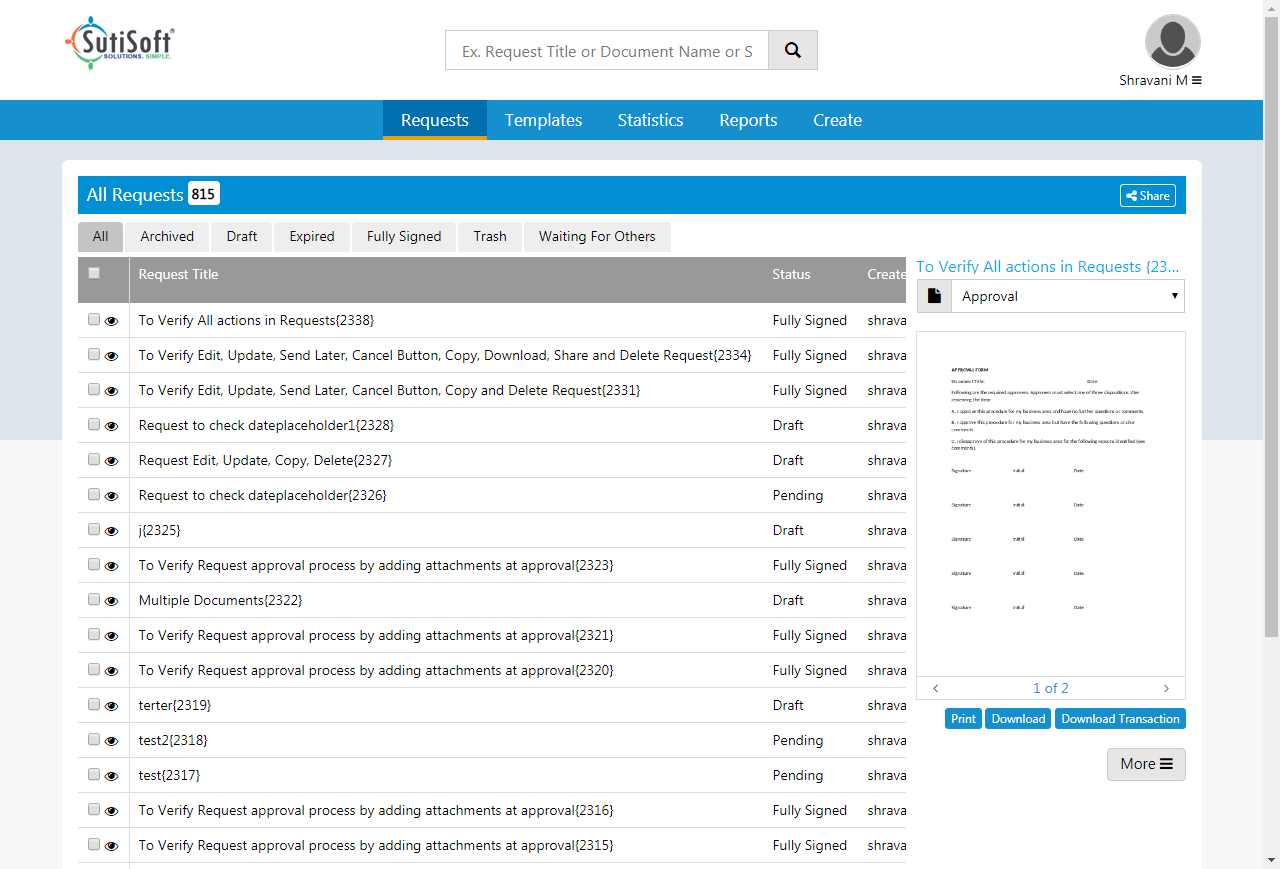 SutiSoft®
SOLUTIONS. SIMPLE.
Ex. Request Title or Document Name or S
Shravani M
Requests Templates Statistics Reports Create
All Requests 815
Share
All Archived Draft Expired Fully Signed Trash Waiting For Others
Request Title Status Create
To Verify All actions in Requests{2338} Fully Signed shrava
To Verify Edit, Update, Send Later, Cancel Button, Copy, Download, Share and Delete Request{2334} Fully Signed shrava
To Verify Edit, Update, Send Later, Cancel Button, Copy and Delete Request{2331} Fully Signed shrava
Request to check dateplaceholder1{2328} Draft shrava
Request Edit, Update, Copy, Delete{2327} Draft shrava
Request to check dateplaceholder{2326} Pending shrava
j{2325} Draft shrava
To Verify Request approval process by adding attachments at approval{2323} Fully Signed shrava
Multiple Documents{2322} Draft shrava
To Verify Request approval process by adding attachments at approval{2321} Fully Signed shrava
To Verify Request approval process by adding attachments at approval{2320} Fully Signed shrava
terter{2319} Draft shrava
test2{2318} Pending shrava
test{2317} Pending shrava
To Verify Request approval process by adding attachments at approval{2316} Fully Signed shrava
To Verify Request approval process by adding attachments at approval{2315} Fully Signed shrava
To Verify All actions in Requests {23...
Approval
APPROVAL FORM
Document Title: Date:
Following are the required approvers. Approvers must select one of three dispositions after
reviewing the item:
A. I approve this procedure for my business area and have no further questions or comments.
B. I approve this procedure for my business area but have the following questions and/or
comments.
C. I disapprove of this procedure for my business area for the following reasons identified (see
comments).
Signature Initial Date
Signature Initial Date
Signature Initial Date
Signature Initial Date
Signature Initial Date
1 of 2
Print Download Download Transaction
More